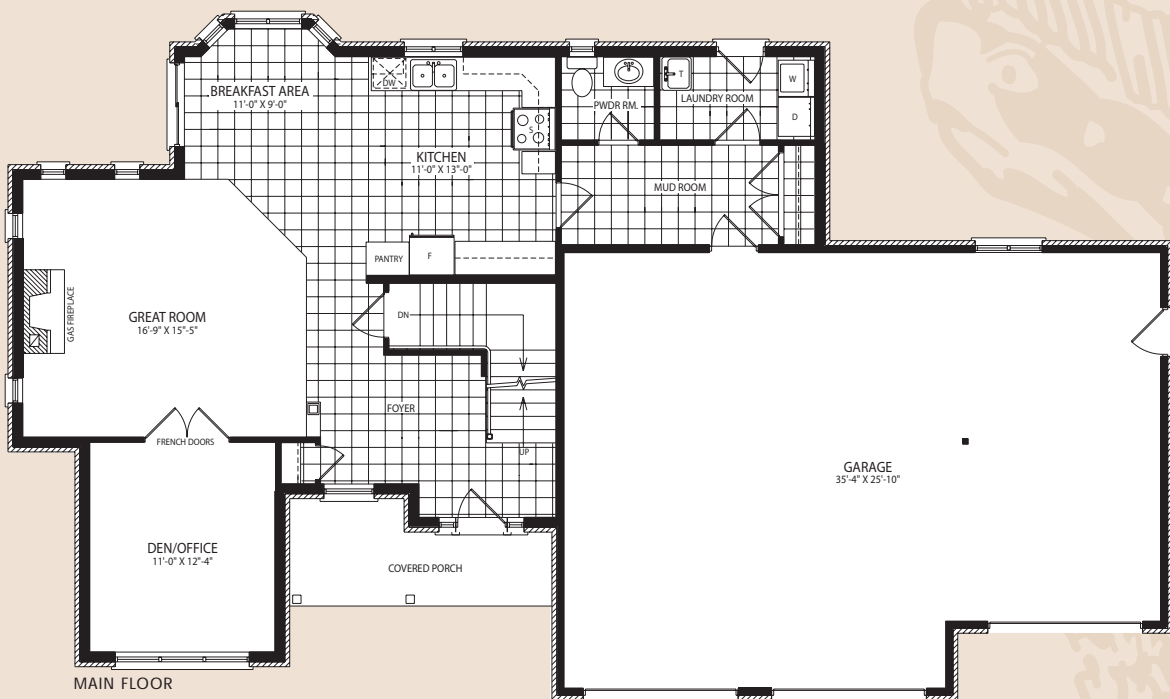 BREAKFAST AREA
11'-0" X 9'-0"
DW
S
KITCHEN
11'-0" X 13'-0"
PWDR RM.
T
LAUNDRY ROOM
W
D
MUD ROOM
PANTRY
F
GAS FIREPLACE
GREAT ROOM
16'-9" X 15'-5"
DN
FOYER
UP
FRENCH DOORS
GARAGE
35'-4" X 25'-10"
DEN/OFFICE
11'-0" X 12'-4"
COVERED PORCH
MAIN FLOOR